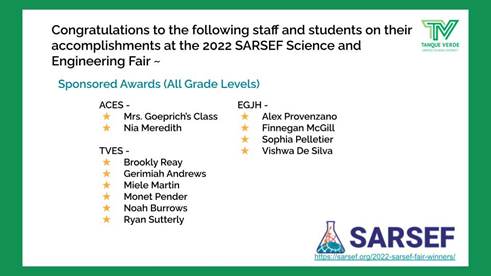 Congratulations to the following staff and students on their
accomplishments at the 2022 SARSEF Science and
Engineering Fair ~
TV
TANQUE VERDE
UNIFIED SCHOOL DISTRICT
Sponsored Awards (All Grade Levels)
ACES -
Mrs. Goeprich's Class
Nia Meredith
TVES -
Brookly Reay
Gerimiah Andrews
Miele Martin
Monet Pender
Noah Burrows
Ryan Sutterly
EGJH -
Alex Provenzano
Finnegan McGill
Sophia Pelletier
Vishwa De Silva
SARSEF
https://sarsef.org/2022-sarsef-fair-winners/